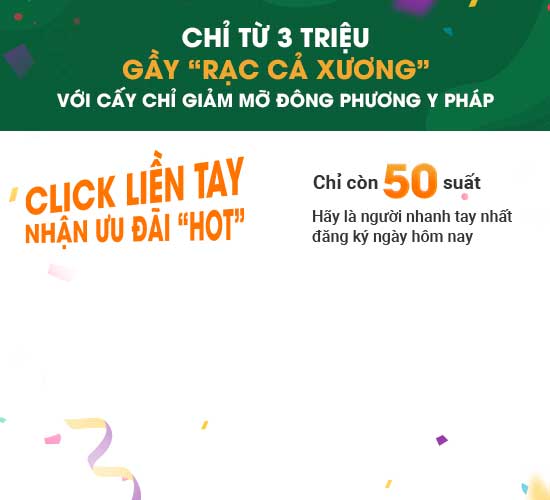 CHỈ TỪ 3 TRIỆU
GẦY “RẠC CẢ XƯƠNG”
VỚI CẤY CHỈ GIẢM MỠ ĐÔNG PHƯƠNG Y PHÁP
CLICK LIỀN TAY
NHẬN ƯU ĐÃI “HOT”
Chỉ còn 50 suất
Hãy là người nhanh tay nhất
đăng ký ngày hôm nay